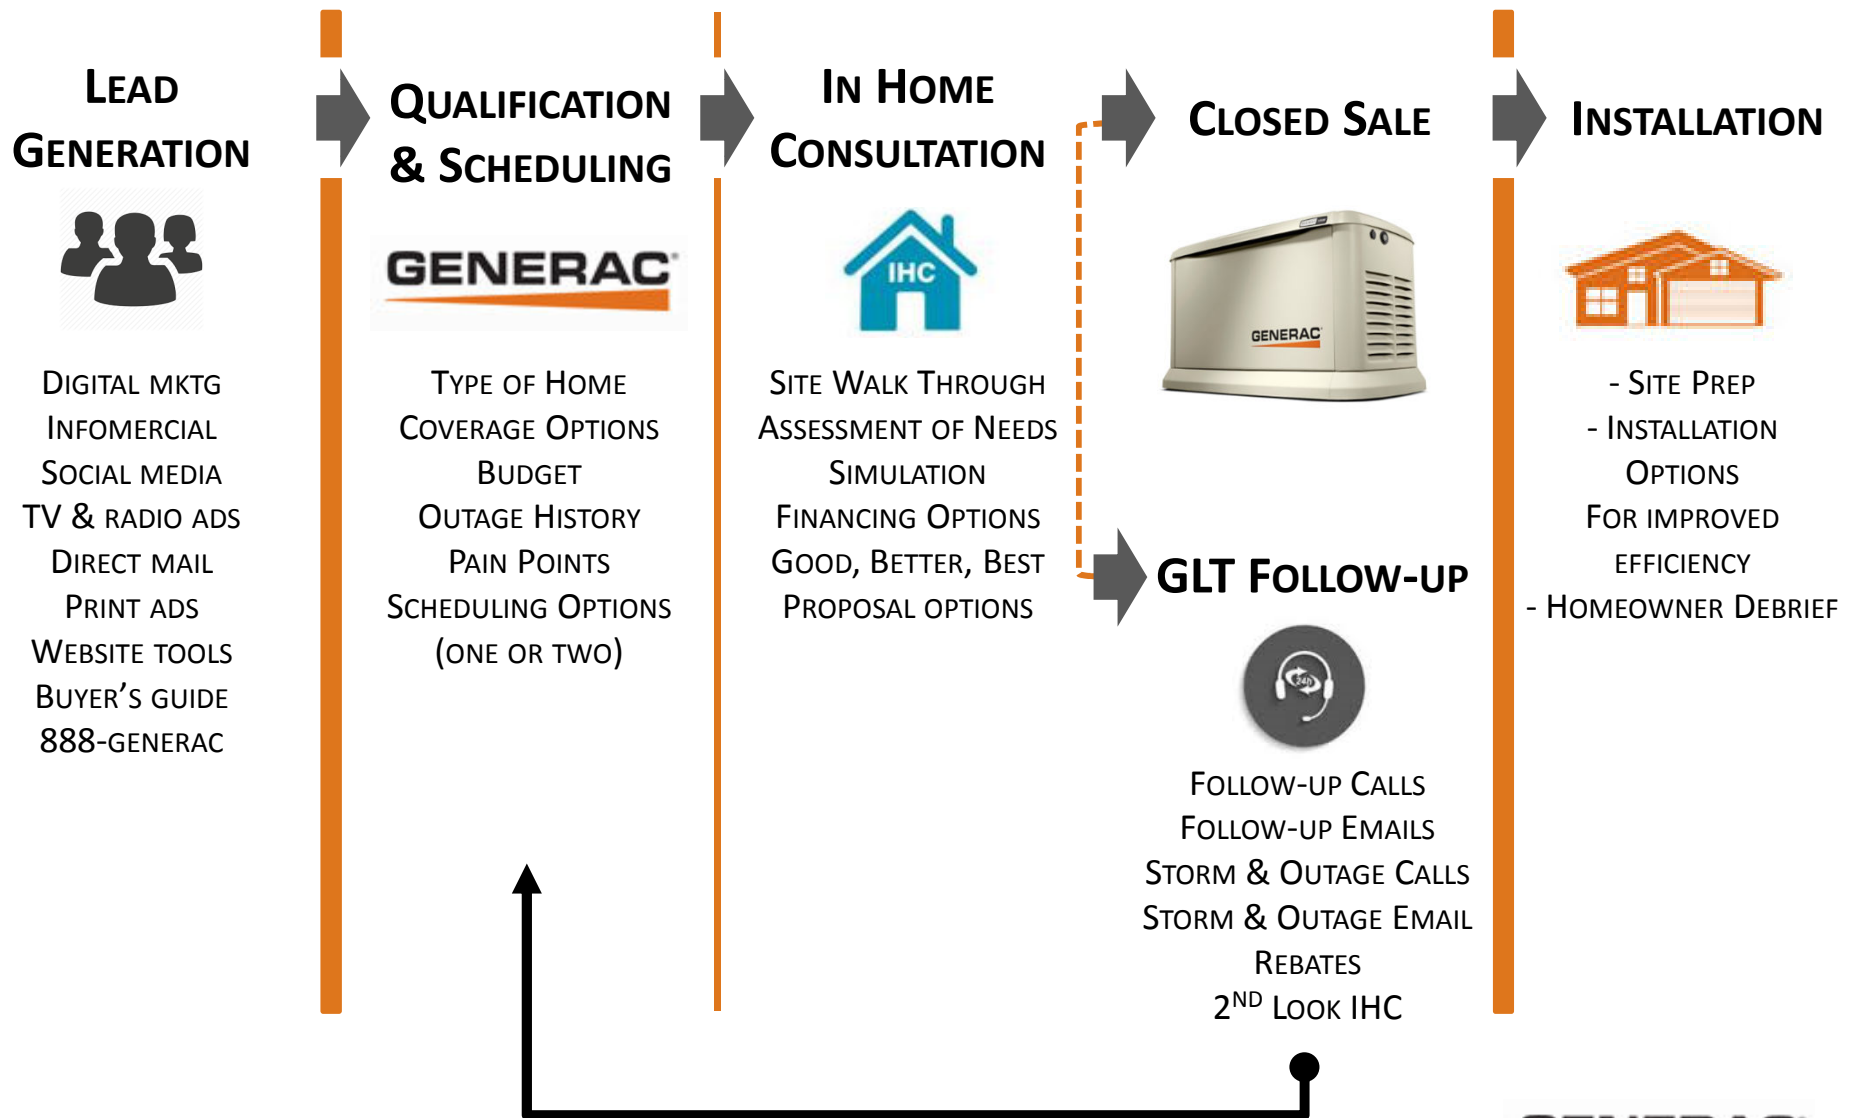 LEAD
GENERATION
DIGITAL MKTG
INFOMERCIAL
SOCIAL MEDIA
TV & RADIO ADS
DIRECT MAIL
PRINT ADS
WEBSITE TOOLS
BUYER’S GUIDE
888-GENERAC
QUALIFICATION
& SCHEDULING
GENERAC
TYPE OF HOME
COVERAGE OPTIONS
BUDGET
OUTAGE HISTORY
PAIN POINTS
SCHEDULING OPTIONS
(ONE OR TWO)
IN HOME
CONSULTATION
IHC
SITE WALK THROUGH
ASSESSMENT OF NEEDS
SIMULATION
FINANCING OPTIONS
GOOD, BETTER, BEST
PROPOSAL OPTIONS
CLOSED SALE
GENERAC
GLT FOLLOW-UP
24h
FOLLOW-UP CALLS
FOLLOW-UP EMAILS
STORM & OUTAGE CALLS
STORM & OUTAGE EMAIL
REBATES
2ND LOOK IHC
INSTALLATION
- SITE PREP
- INSTALLATION
OPTIONS
FOR IMPROVED
EFFICIENCY
- HOMEOWNER DEBRIEF
GENERAC